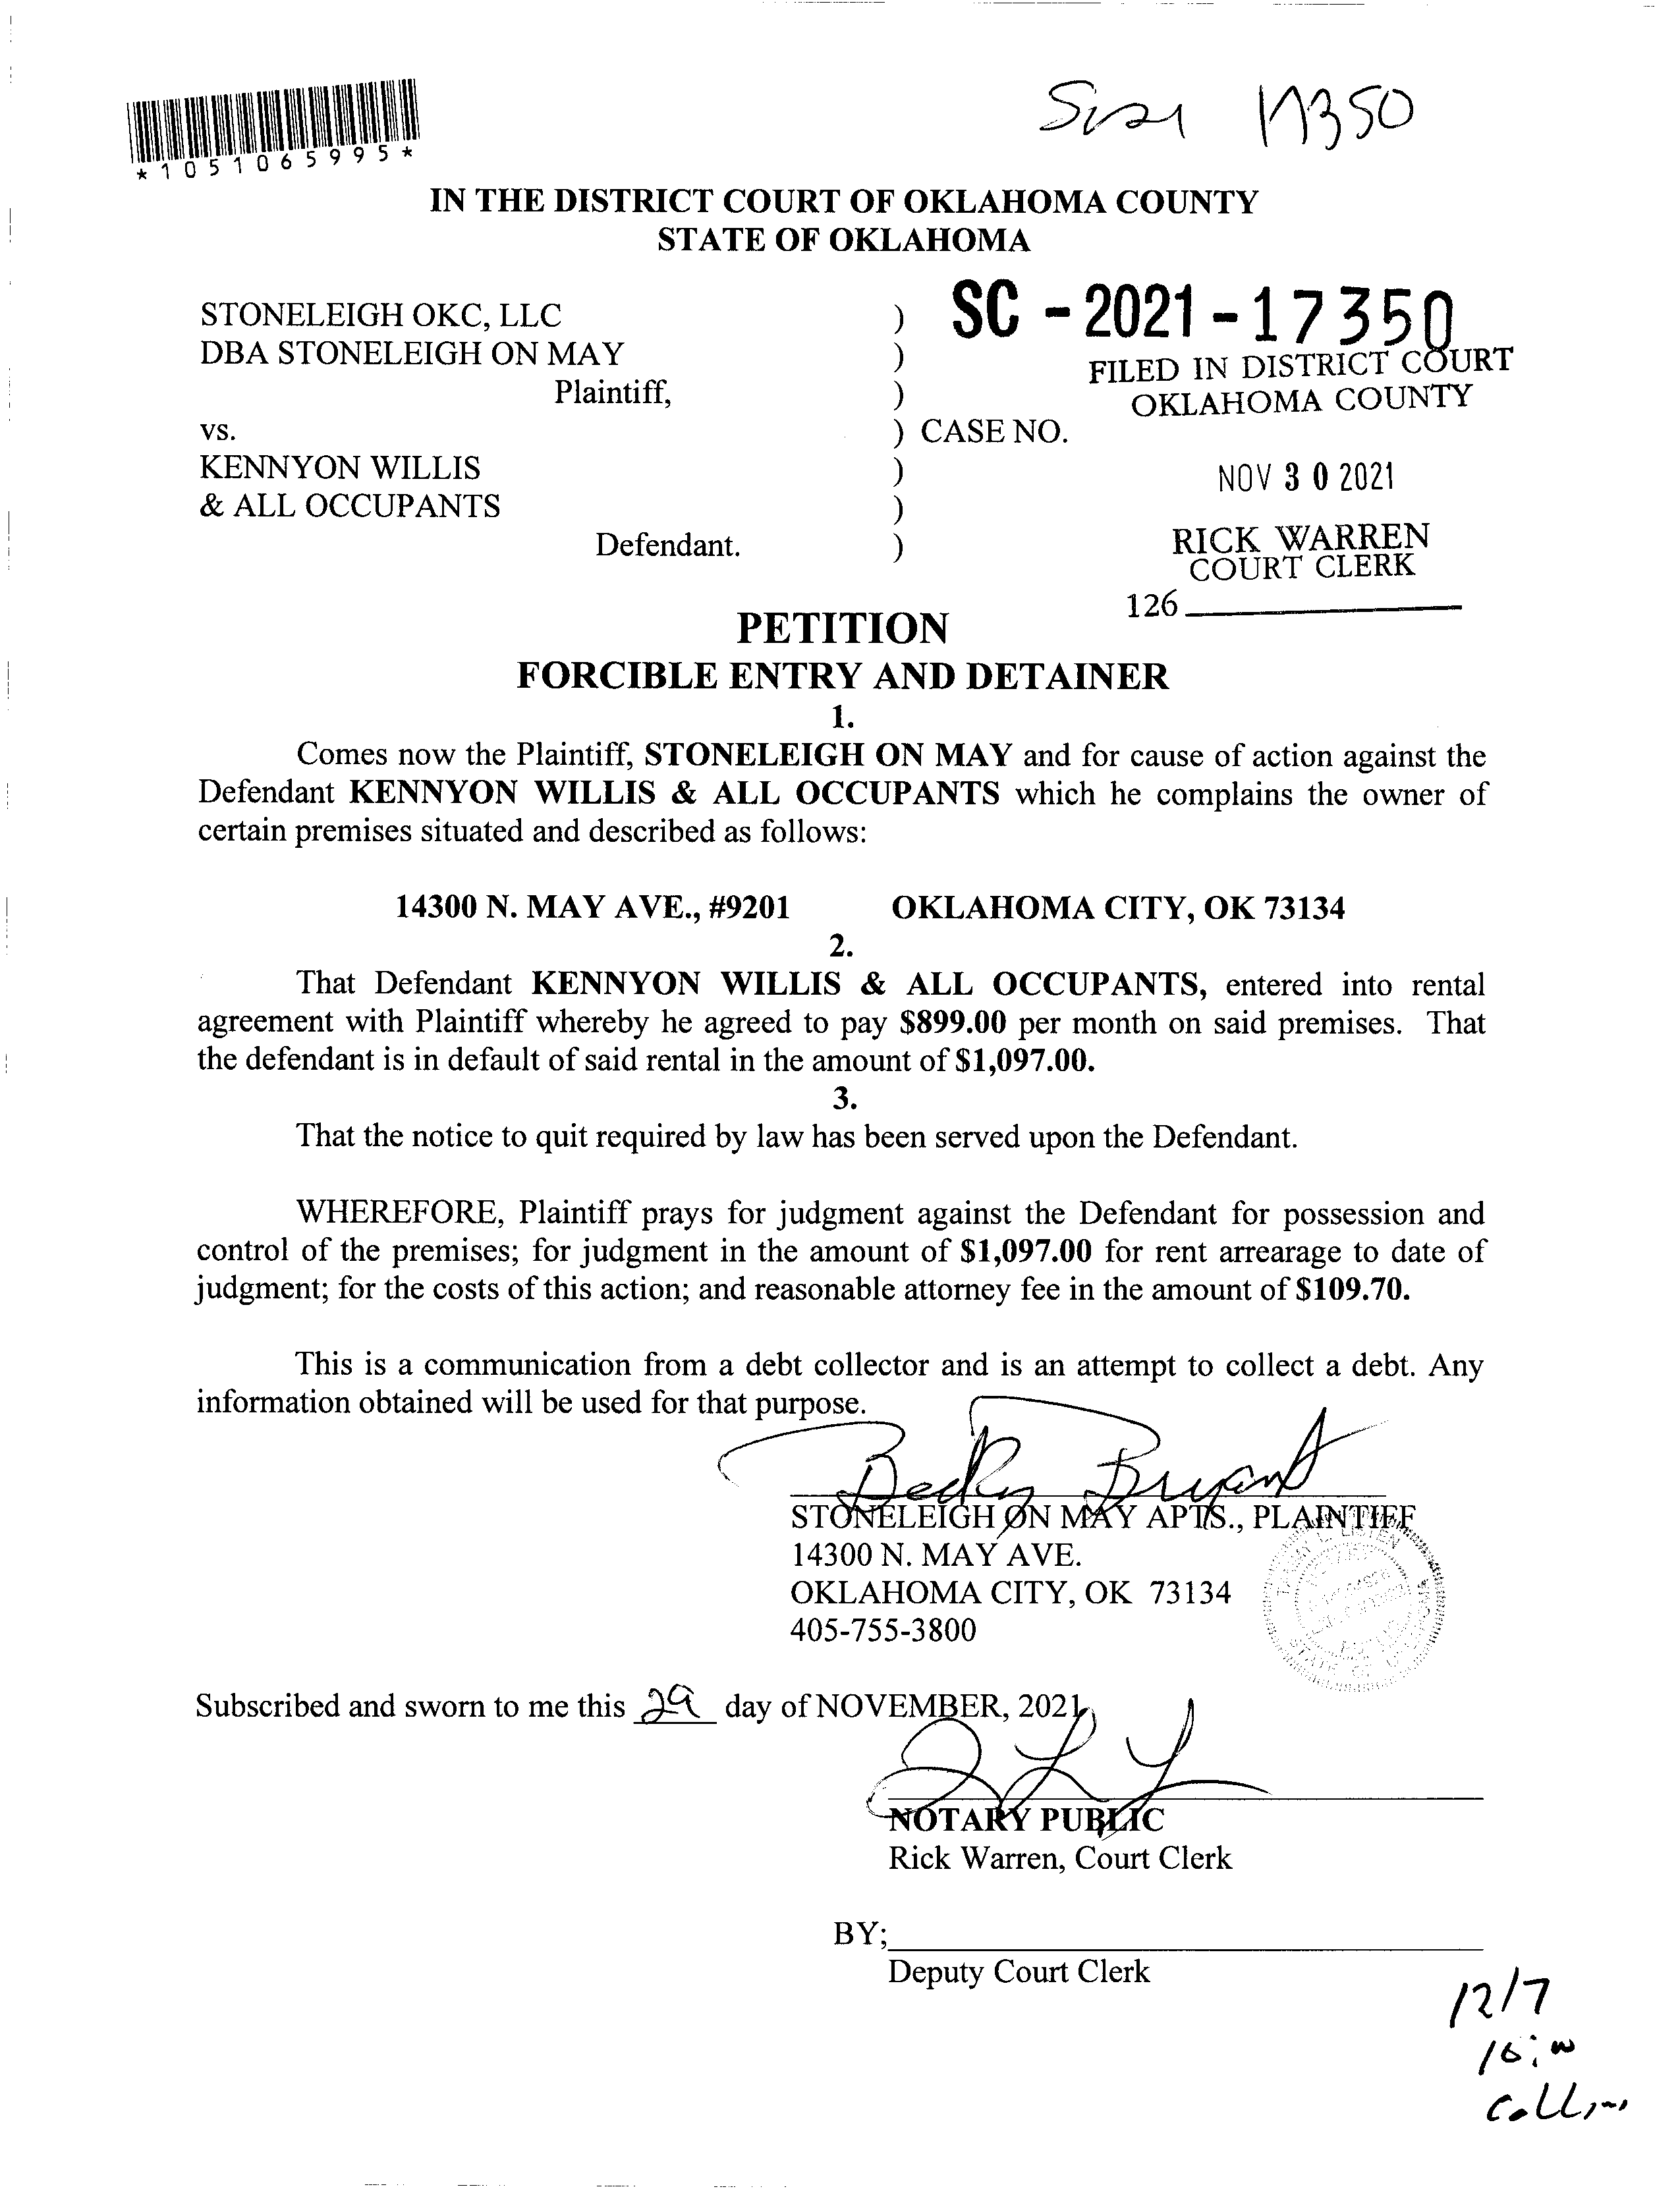 SC21 17350
*1051065995*
IN THE DISTRICT COURT OF OKLAHOMA COUNTY
STATE OF OKLAHOMA
STONELEIGH OKC, LLC )
DBA STONELEIGH ON MAY )
Plaintiff, )
vs. ) CASE NO.
KENNYON WILLIS )
& ALL OCCUPANTS )
Defendant. )
SC - 2021 - 17350
FILED IN DISTRICT COURT
OKLAHOMA COUNTY
NOV 30 2021
RICK WARREN
COURT CLERK
126
PETITION
FORCIBLE ENTRY AND DETAINER
1.
Comes now the Plaintiff, STONELEIGH ON MAY and for cause of action against the
Defendant KENNYON WILLIS & ALL OCCUPANTS which he complains the owner of
certain premises situated and described as follows:
14300 N. MAY AVE., #9201 OKLAHOMA CITY, OK 73134
2.
That Defendant KENNYON WILLIS & ALL OCCUPANTS, entered into rental
agreement with Plaintiff whereby he agreed to pay $899.00 per month on said premises. That
the defendant is in default of said rental in the amount of $1,097.00.
3.
That the notice to quit required by law has been served upon the Defendant.
WHEREFORE, Plaintiff prays for judgment against the Defendant for possession and
control of the premises; for judgment in the amount of $1,097.00 for rent arrearage to date of
judgment; for the costs of this action; and reasonable attorney fee in the amount of $109.70.
This is a communication from a debt collector and is an attempt to collect a debt. Any
information obtained will be used for that purpose.
Becky Bryant
STONELEIGH ON MAY APTS., PLAINTIFF
14300 N. MAY AVE.
OKLAHOMA CITY, OK 73134
405-755-3800
Subscribed and sworn to me this 29 day of NOVEMBER, 2021
NOTARY PUBLIC
Rick Warren, Court Clerk
BY;
Deputy Court Clerk
12/7